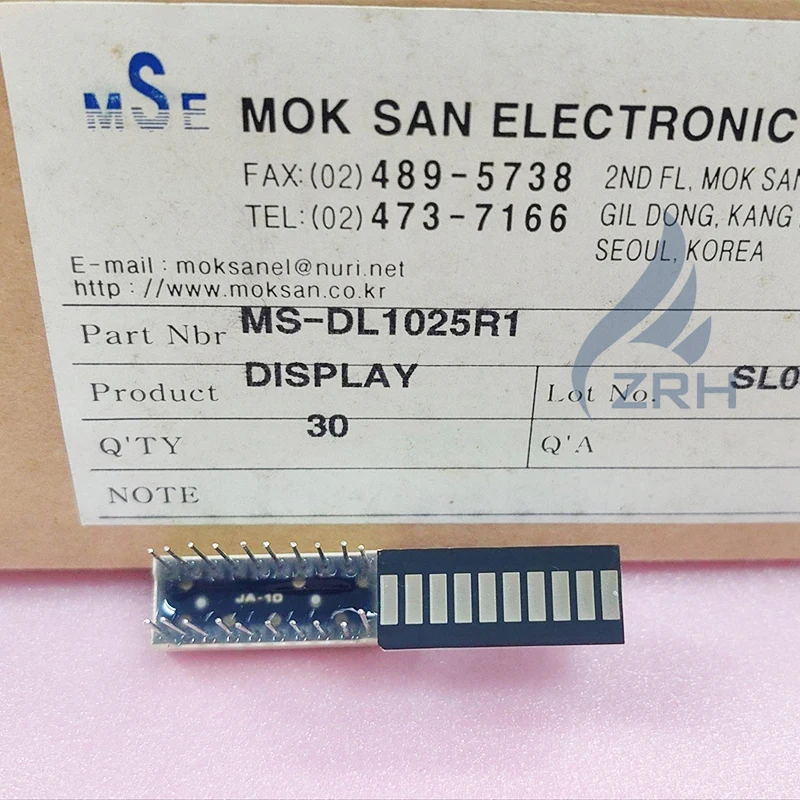 MSE MOK SAN ELECTRONIC
FAX:(02) 489-5738 2ND FL, MOK SAN
TEL:(02) 473-7166 GIL DONG, KANG
SEOUL, KOREA
E-mail : moksanel@nuri.net
http : //www.moksan.co.kr
Part Nbr MS-DL1025R1
Product DISPLAY Lot No. SL0
Q'TY 30 Q'A
NOTE
ZRH
JA-10